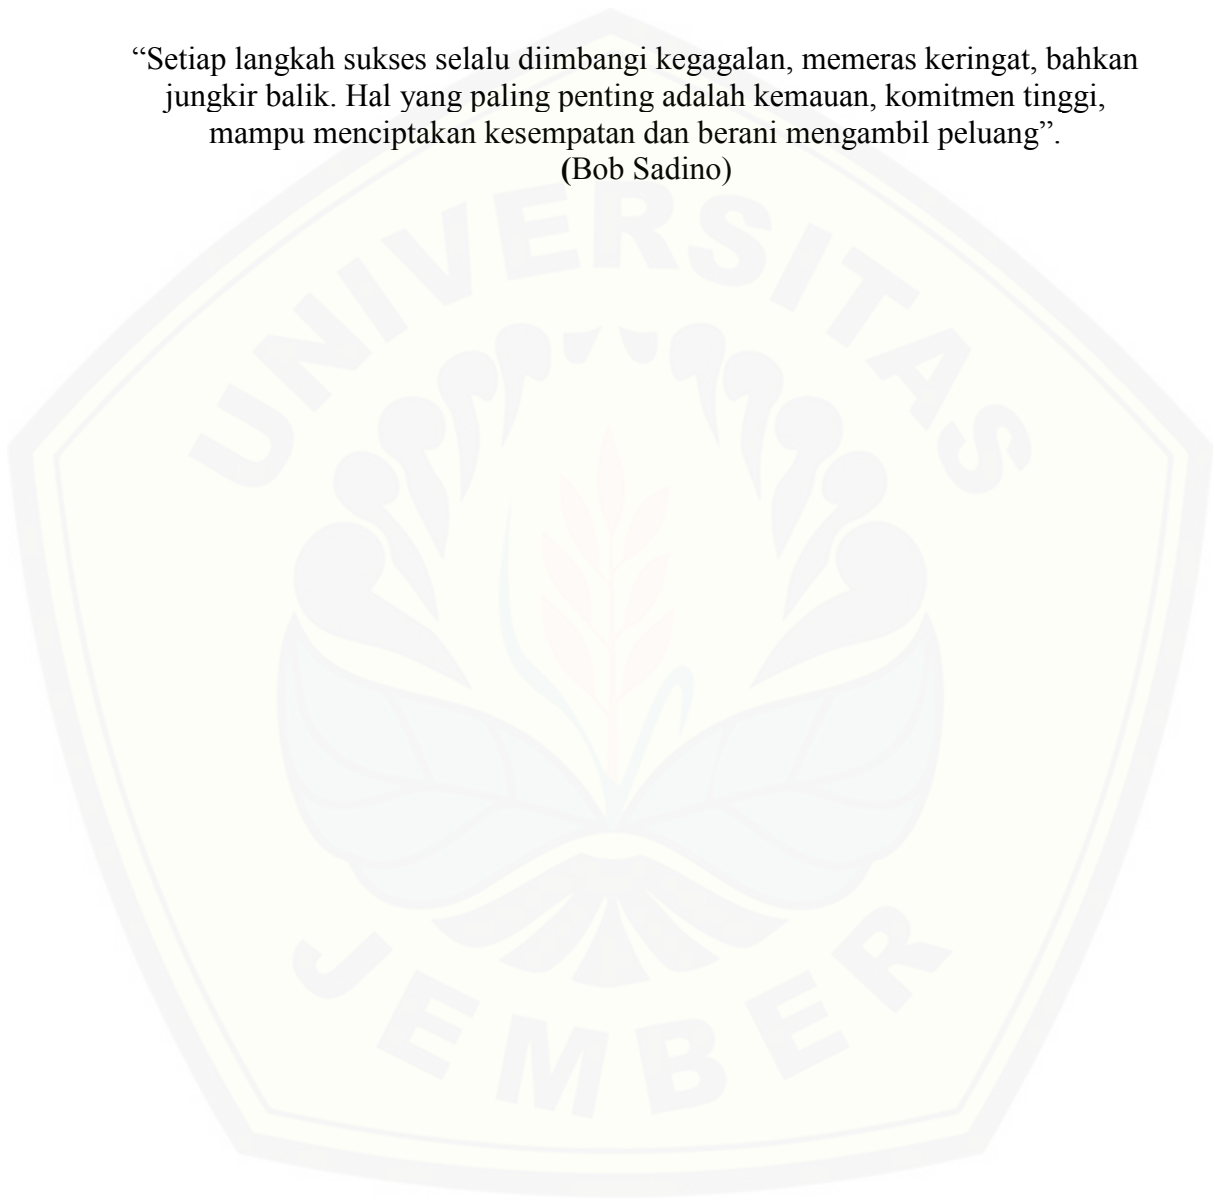 “Setiap langkah sukses selalu diimbangi kegagalan, memeras keringat, bahkan
jungkir balik. Hal yang paling penting adalah kemauan, komitmen tinggi,
mampu menciptakan kesempatan dan berani mengambil peluang”.
(Bob Sadino)
UNIVERSITAS
JEMBER